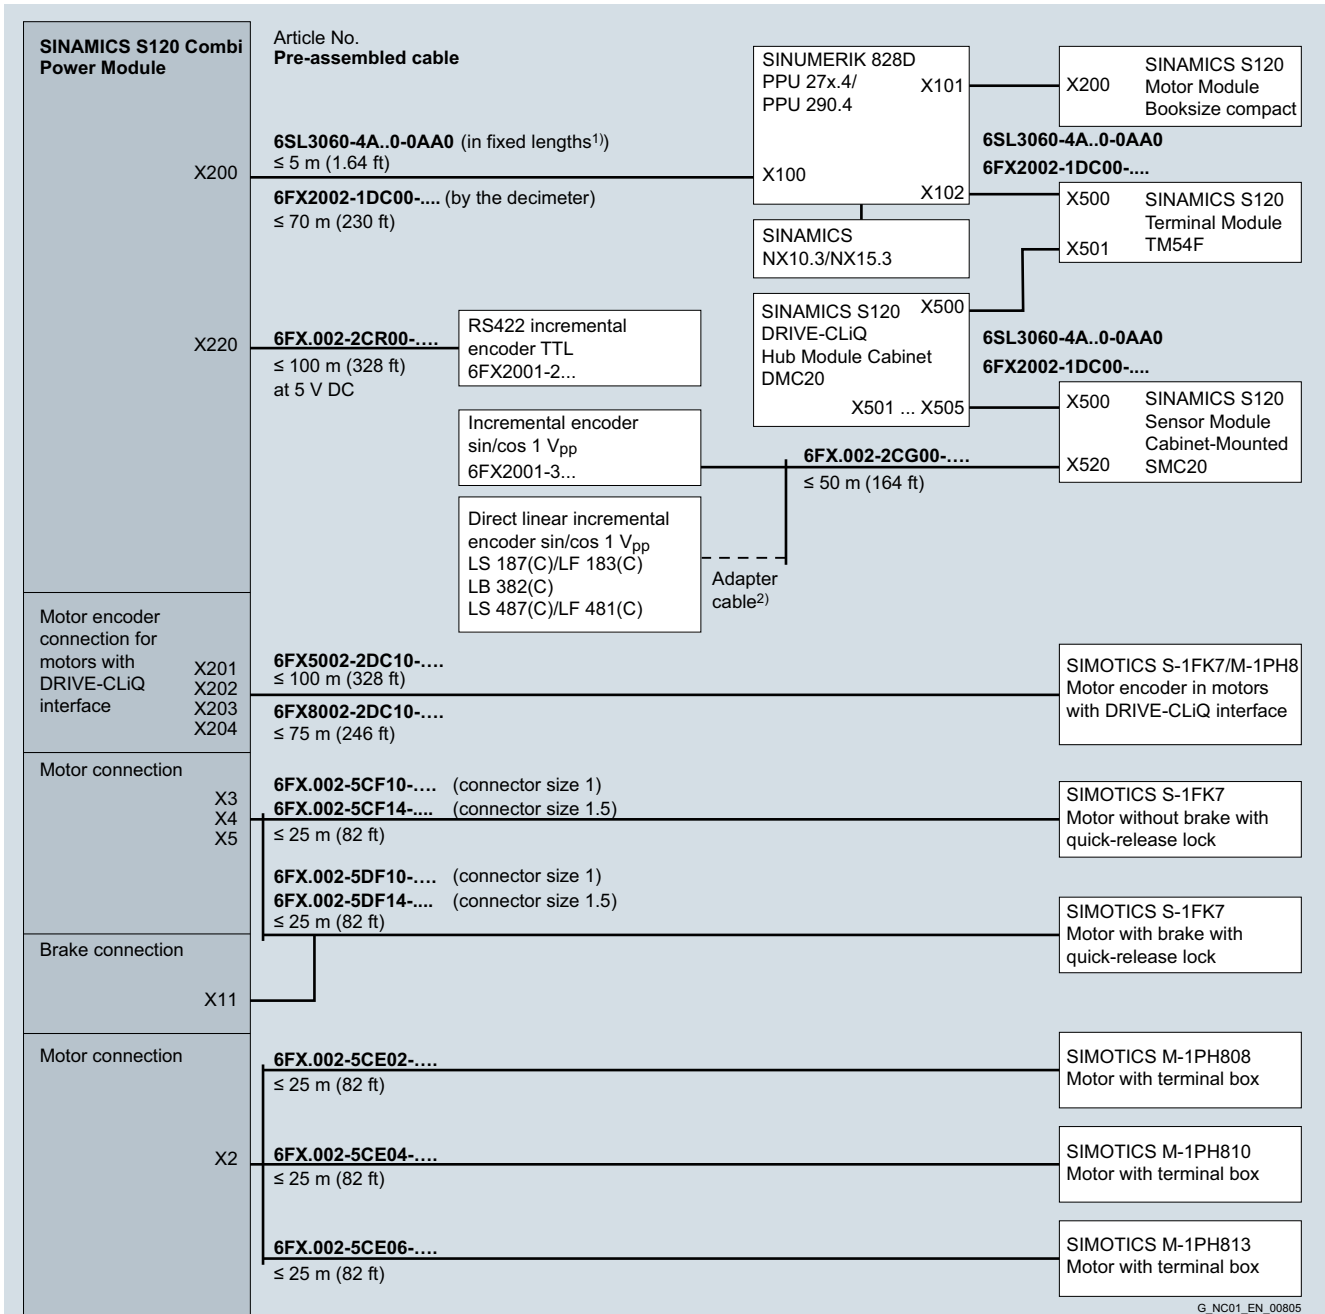 SINAMICS S120 Combi
Power Module
Article No.
Pre-assembled cable
SINUMERIK 828D
PPU 27x.4/
PPU 290.4
X101
X100
X102
X200
SINAMICS S120
Motor Module
Booksize compact
6SL3060-4A..0-0AA0
6FX2002-1DC00-....
X200
6SL3060-4A..0-0AA0 (in fixed lengths1))
≤ 5 m (1.64 ft)
6FX2002-1DC00-.... (by the decimeter)
≤ 70 m (230 ft)
X500
X501
SINAMICS S120
Terminal Module
TM54F
SINAMICS
NX10.3/NX15.3
SINAMICS S120
DRIVE-CLiQ
Hub Module Cabinet
DMC20
X500
X501 ... X505
6SL3060-4A..0-0AA0
6FX2002-1DC00-....
X220
6FX.002-2CR00-....
≤ 100 m (328 ft)
at 5 V DC
RS422 incremental
encoder TTL
6FX2001-2...
Incremental encoder
sin/cos 1 Vpp
6FX2001-3...
6FX.002-2CG00-....
≤ 50 m (164 ft)
X500
X520
SINAMICS S120
Sensor Module
Cabinet-Mounted
SMC20
Direct linear incremental
encoder sin/cos 1 Vpp
LS 187(C)/LF 183(C)
LB 382(C)
LS 487(C)/LF 481(C)
Adapter
cable2)
Motor encoder
connection for
motors with
DRIVE-CLiQ
interface
X201
X202
X203
X204
6FX5002-2DC10-....
≤ 100 m (328 ft)
6FX8002-2DC10-....
≤ 75 m (246 ft)
SIMOTICS S-1FK7/M-1PH8
Motor encoder in motors
with DRIVE-CLiQ interface
Motor connection
X3
X4
X5
6FX.002-5CF10-.... (connector size 1)
6FX.002-5CF14-.... (connector size 1.5)
≤ 25 m (82 ft)
SIMOTICS S-1FK7
Motor without brake with
quick-release lock
6FX.002-5DF10-.... (connector size 1)
6FX.002-5DF14-.... (connector size 1.5)
≤ 25 m (82 ft)
SIMOTICS S-1FK7
Motor with brake with
quick-release lock
Brake connection
X11
Motor connection
X2
6FX.002-5CE02-....
≤ 25 m (82 ft)
SIMOTICS M-1PH808
Motor with terminal box
6FX.002-5CE04-....
≤ 25 m (82 ft)
SIMOTICS M-1PH810
Motor with terminal box
6FX.002-5CE06-....
≤ 25 m (82 ft)
SIMOTICS M-1PH813
Motor with terminal box
G_NC01_EN_00805